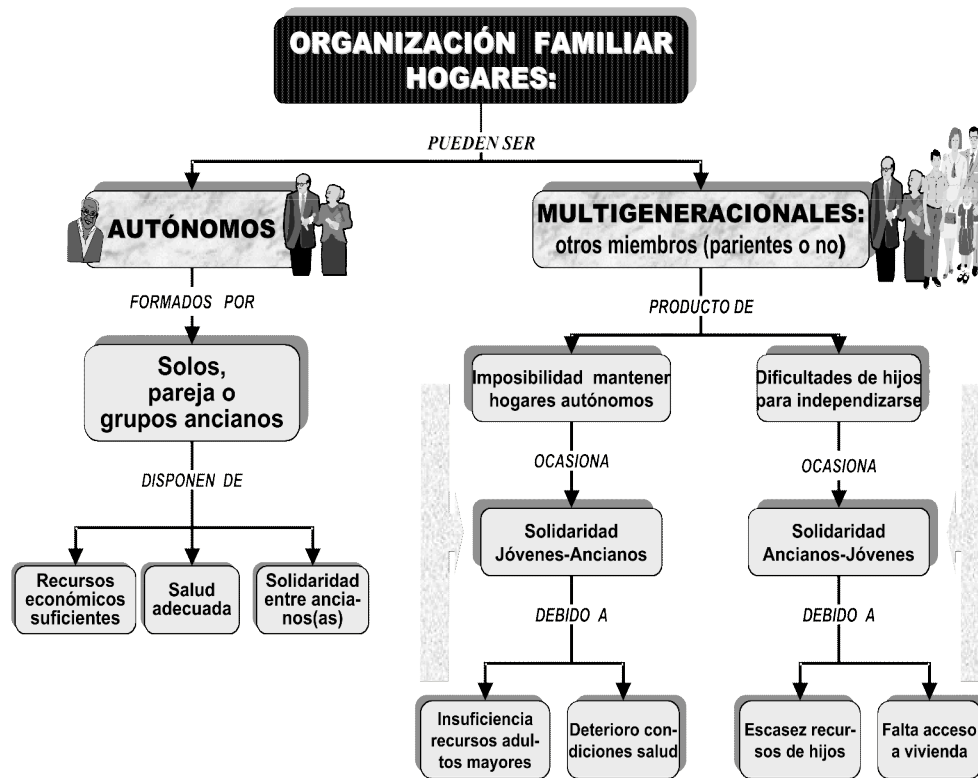 ORGANIZACIÓN FAMILIAR
HOGARES:
PUEDEN SER
AUTÓNOMOS
MULTIGENERACIONALES:
otros miembros (parientes o no)
FORMADOS POR
PRODUCTO DE
Solos,
pareja o
grupos ancianos
Imposibilidad mantener
hogares autónomos
Dificultades de hijos
para independizarse
DISPONEN DE
OCASIONA
OCASIONA
Recursos
económicos
suficientes
Salud
adecuada
Solidaridad
entre ancia-
nos(as)
Solidaridad
Jóvenes-Ancianos
Solidaridad
Ancianos-Jóvenes
DEBIDO A
DEBIDO A
Insuficiencia
recursos adul-
tos mayores
Deterioro con-
diciones salud
Escasez recur-
sos de hijos
Falta acceso
a vivienda